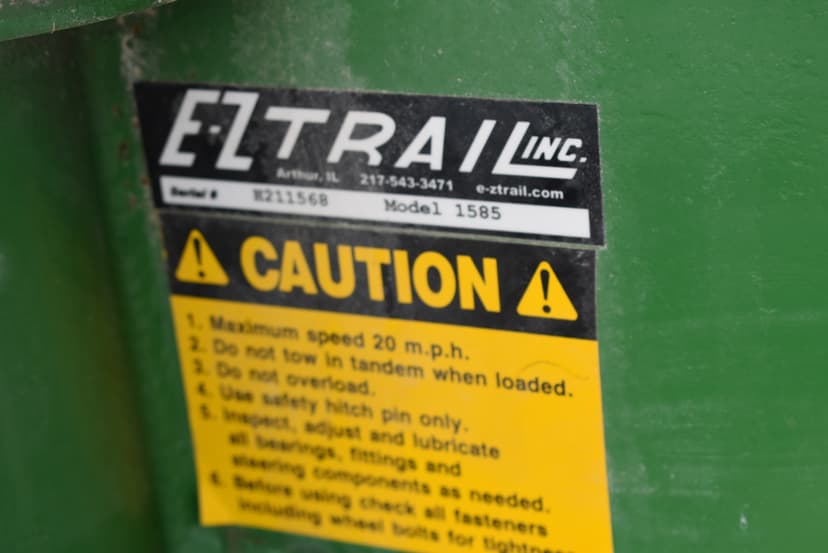 E-Z TRAIL INC.
Arthur, IL 217-543-3471 e-ztrail.com
Serial # H211568 Model 1585
CAUTION
1. Maximum speed 20 m.p.h.
2. Do not tow in tandem when loaded.
3. Do not overload.
4. Use safety hitch pin only.
5. Inspect, adjust and lubricate
all bearings, fittings and
steering components as needed.
6. Before using check all fasteners
including wheel bolts for tightness